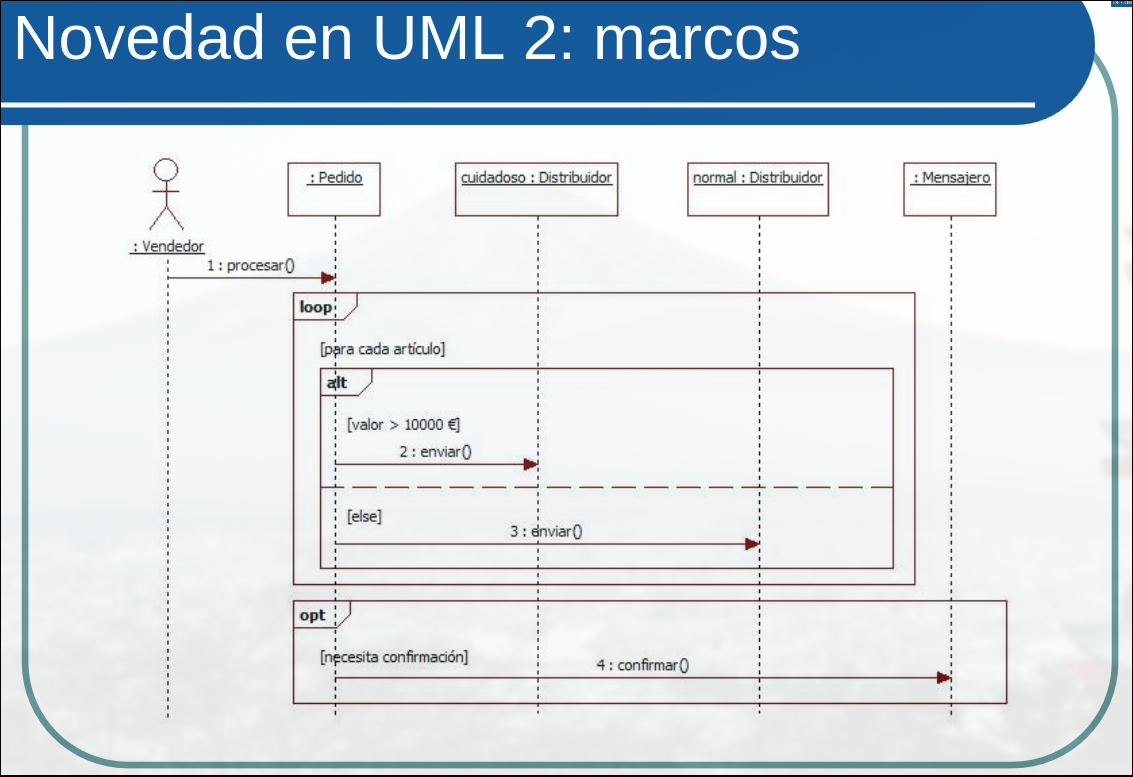 Novedad en UML 2: marcos
: Pedido
cuidadoso : Distribuidor
normal : Distribuidor
: Mensajero
: Vendedor
1 : procesar()
loop
[para cada artículo]
alt
[valor > 10000 €]
2 : enviar()
[else]
3 : enviar()
opt
[necesita confirmación]
4 : confirmar()